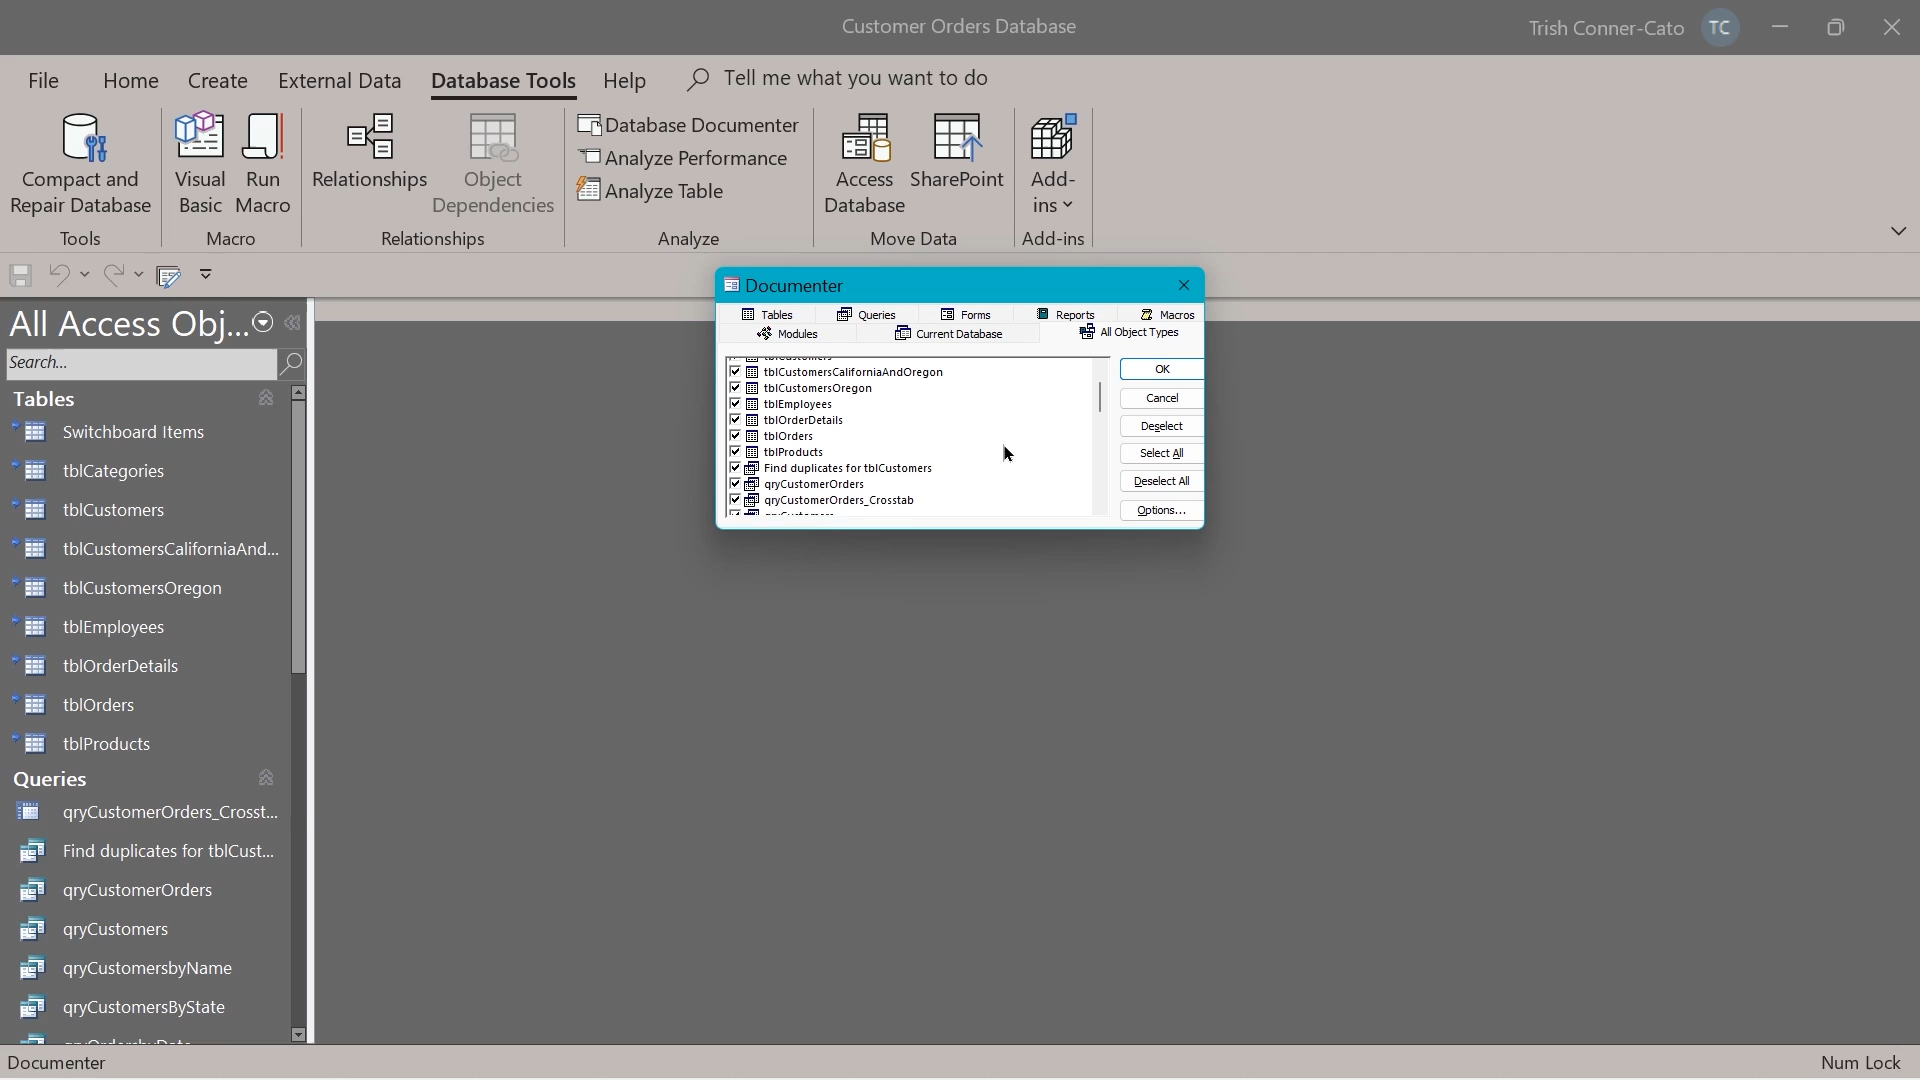 Customer Orders Database
Trish Conner-Cato TC
File Home Create External Data Database Tools Help Tell me what you want to do
Compact and
Repair Database
Tools
Visual
Basic
Run
Macro
Macro
Relationships
Object
Dependencies
Relationships
Database Documenter
Analyze Performance
Analyze Table
Analyze
Access
Database
SharePoint
Move Data
Add-
ins
Add-ins
All Access Obj...
Search...
Tables
Switchboard Items
tblCategories
tblCustomers
tblCustomersCaliforniaAnd...
tblCustomersOregon
tblEmployees
tblOrderDetails
tblOrders
tblProducts
Queries
qryCustomerOrders_Crosst...
Find duplicates for tblCust...
qryCustomerOrders
qryCustomers
qryCustomersbyName
qryCustomersByState
qryOrdersbyDate
Documenter
Tables Queries Forms Reports Macros
Modules Current Database All Object Types
tblCustomers
tblCustomersCaliforniaAndOregon
tblCustomersOregon
tblEmployees
tblOrderDetails
tblOrders
tblProducts
Find duplicates for tblCustomers
qryCustomerOrders
qryCustomerOrders_Crosstab
qryCustomers
OK
Cancel
Deselect
Select All
Deselect All
Options...
Documenter
Num Lock